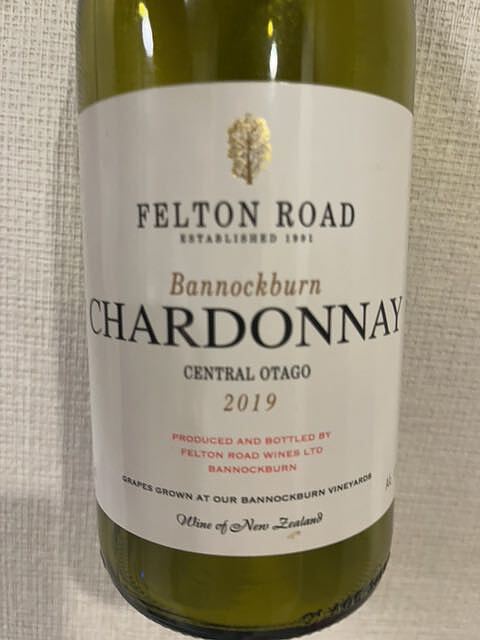 FELTON ROAD
ESTABLISHED 1991
Bannockburn
CHARDONNAY
CENTRAL OTAGO
2019
PRODUCED AND BOTTLED BY
FELTON ROAD WINES LTD
BANNOCKBURN
GRAPES GROWN AT OUR BANNOCKBURN VINEYARDS
Wine of New Zealand